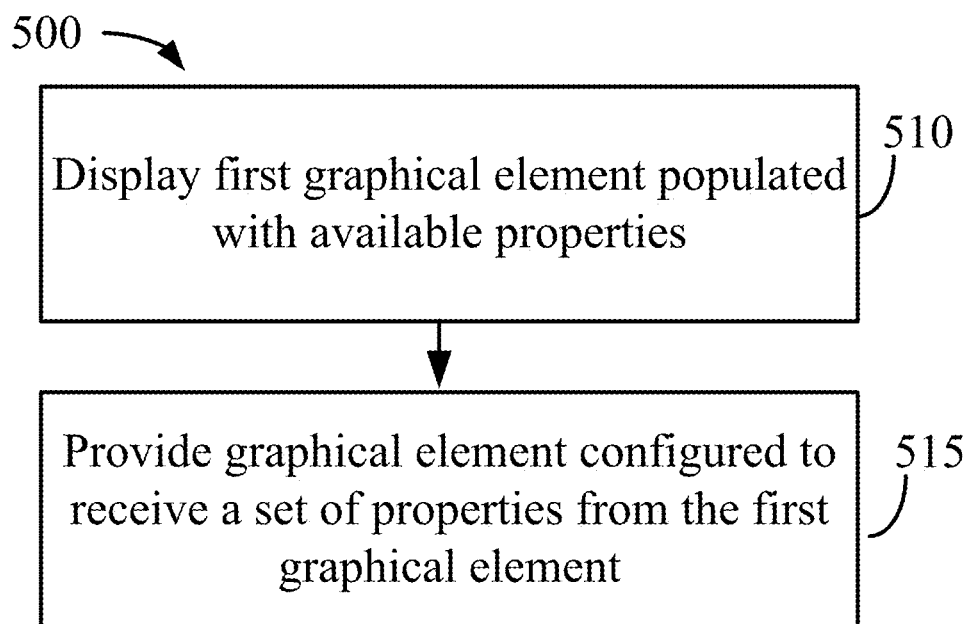 500
510
Display first graphical element populated
with available properties
515
Provide graphical element configured to
receive a set of properties from the first
graphical element